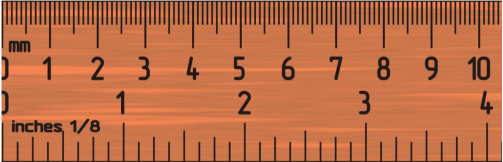 mm
0 1 2 3 4 5 6 7 8 9 10
0 1 2 3 4
inches 1/8